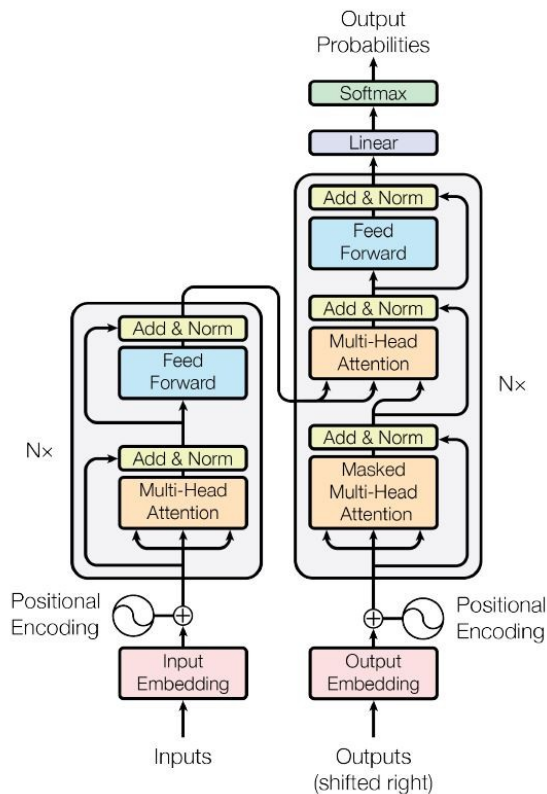 Output
Probabilities
Softmax
Linear
Add & Norm
Feed
Forward
Add & Norm
Multi-Head
Attention
Nx
Add & Norm
Masked
Multi-Head
Attention
Add & Norm
Feed
Forward
Nx
Add & Norm
Multi-Head
Attention
Positional
Encoding
Positional
Encoding
Input
Embedding
Output
Embedding
Inputs
Outputs
(shifted right)